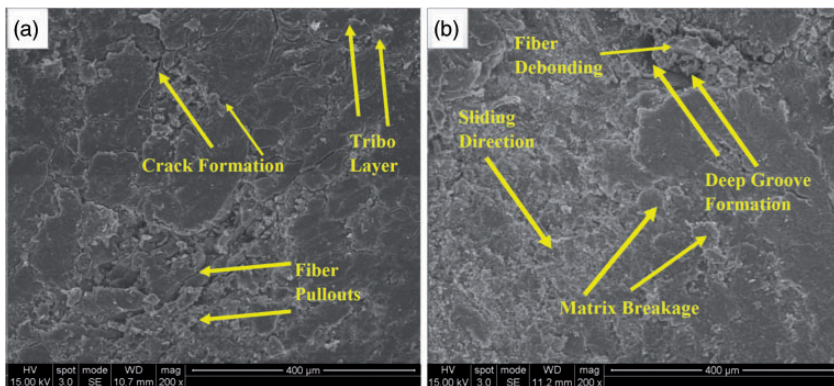 (a)
Crack Formation
Tribo
Layer
Fiber
Pullouts
HV spot mode WD mag
15.00 kV 3.0 SE 10.7 mm 200 x
400 µm
(b)
Fiber
Debonding
Sliding
Direction
Deep Groove
Formation
Matrix Breakage
HV spot mode WD mag
15.00 kV 3.0 SE 11.2 mm 200 x
400 µm